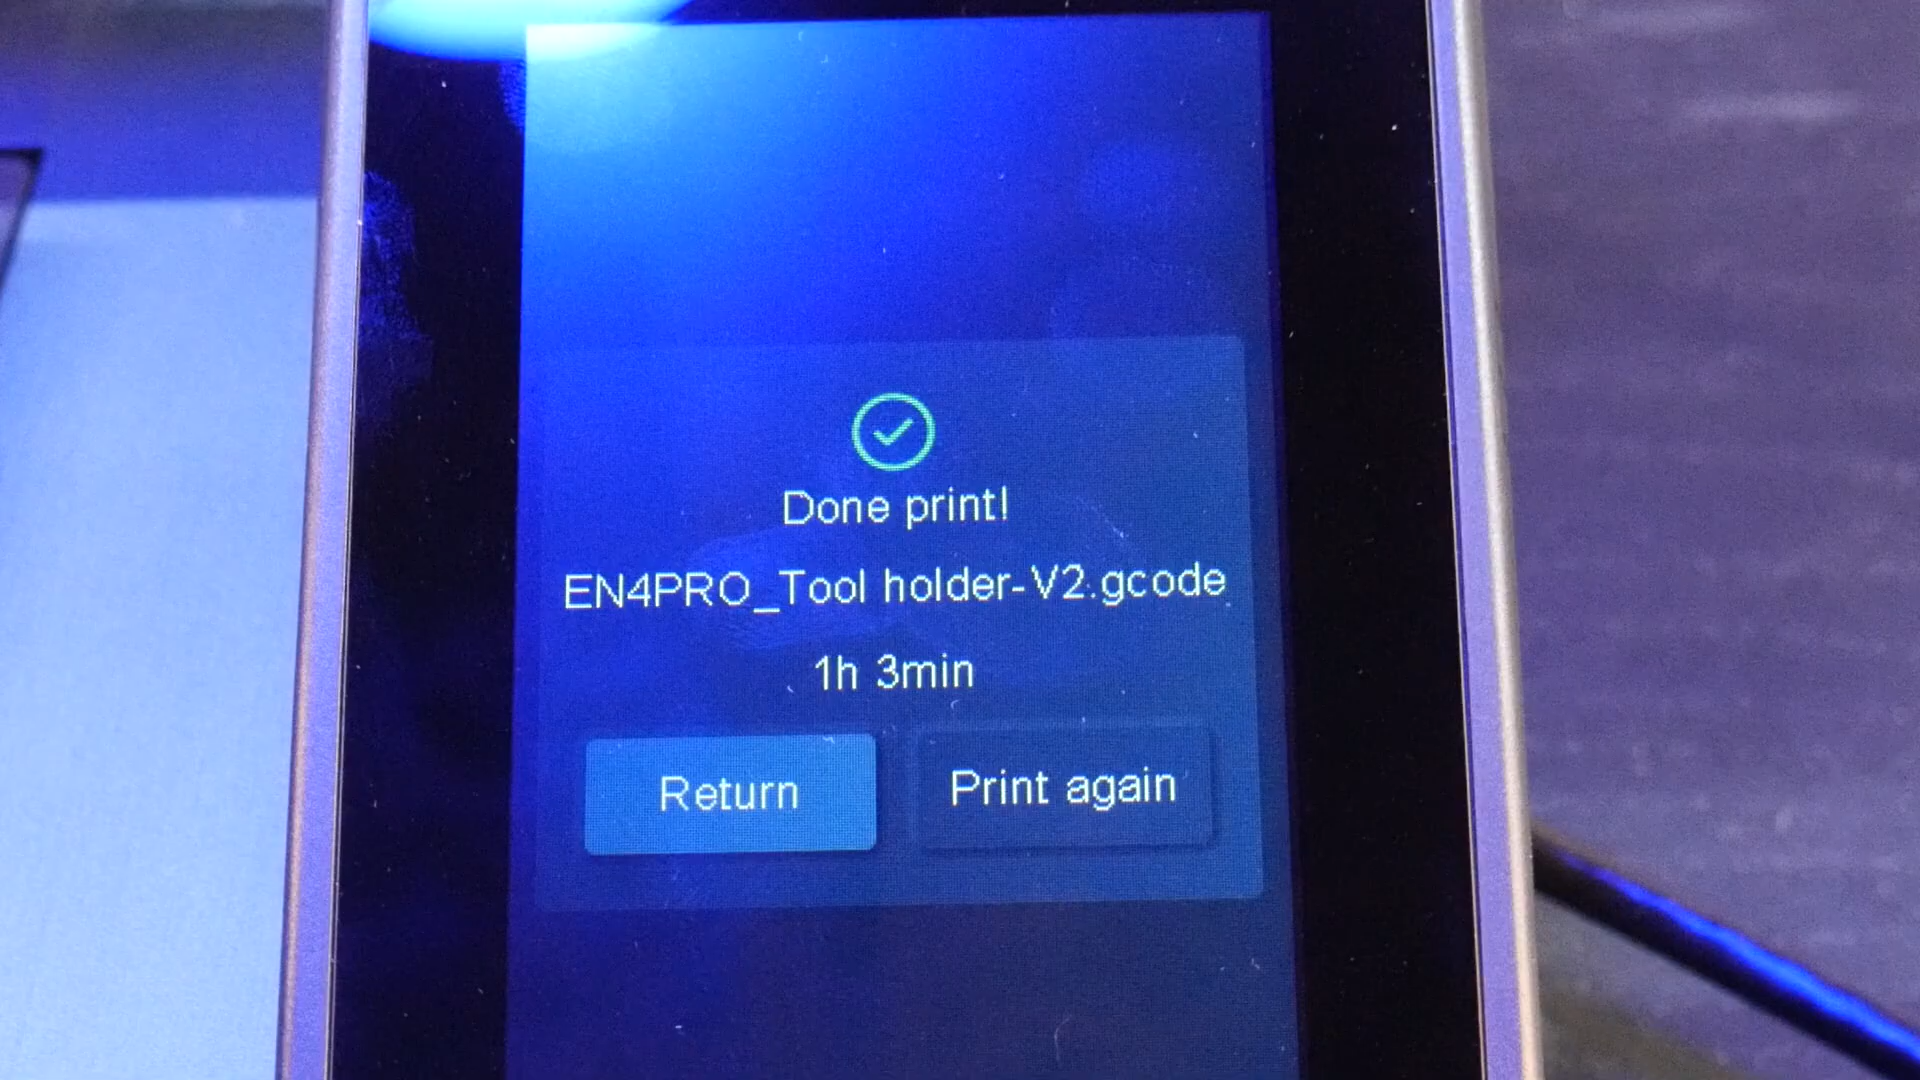 Done print!
EN4PRO_Tool holder-V2.gcode
1h 3min
Return
Print again